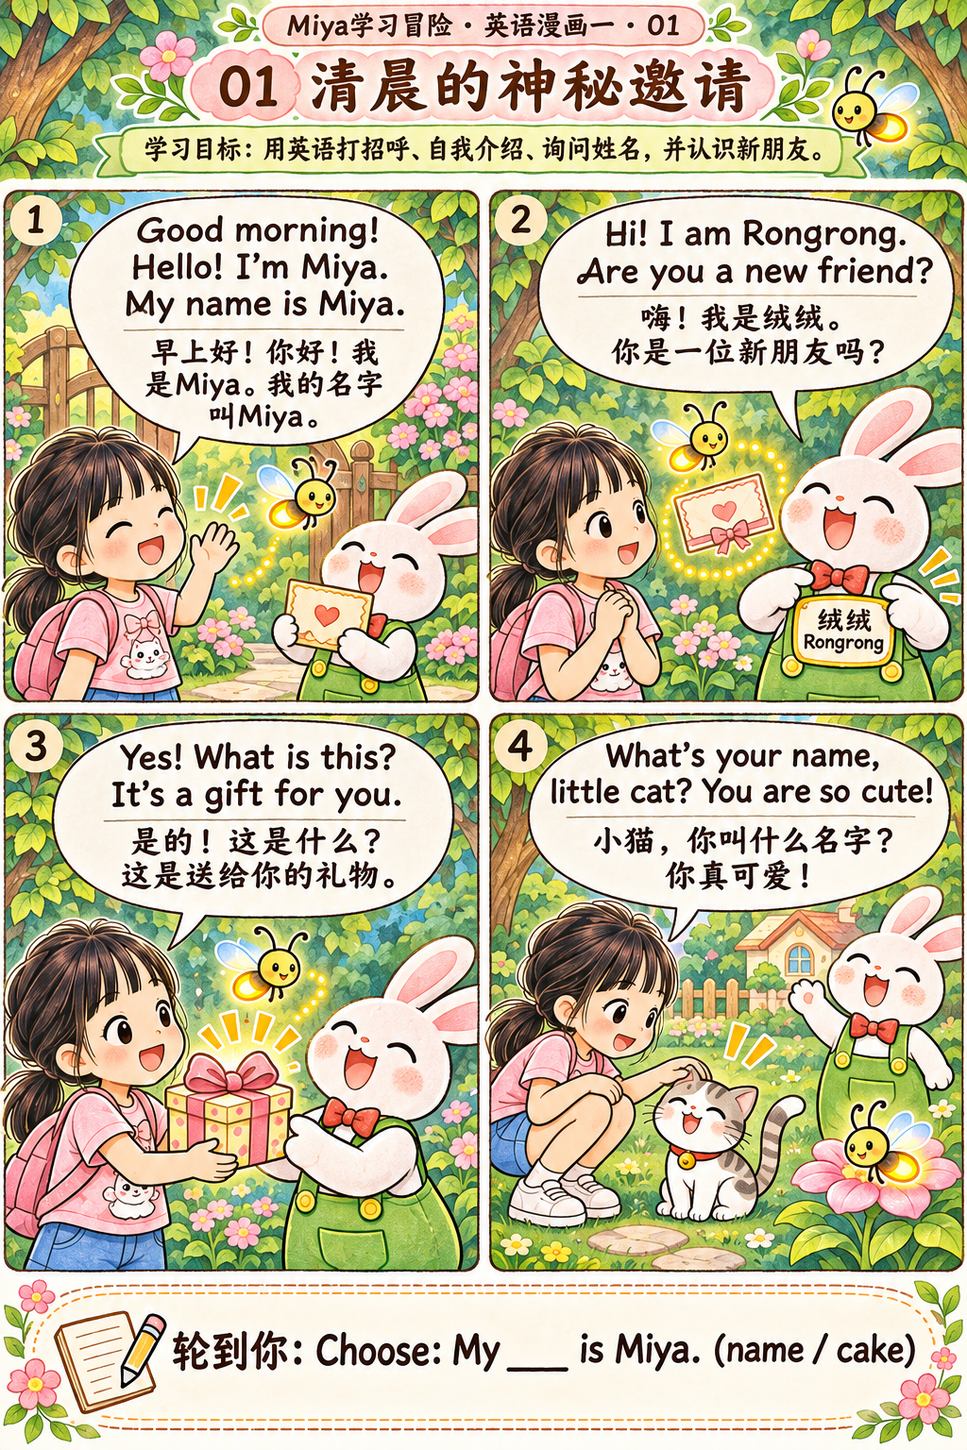 Miya学习冒险 · 英语漫画一 · 01
01 清晨的神秘邀请
学习目标：用英语打招呼、自我介绍、询问姓名，并认识新朋友。
1
Good morning!
Hello! I'm Miya.
My name is Miya.
早上好！你好！我
是Miya。我的名字
叫Miya。
2
Hi! I am Rongrong.
Are you a new friend?
嗨！我是绒绒。
你是一位新朋友吗？
绒绒
Rongrong
3
Yes! What is this?
It's a gift for you.
是的！这是什么？
这是送给你的礼物。
4
What's your name,
little cat? You are so cute!
小猫，你叫什么名字？
你真可爱！
轮到你：Choose: My ___ is Miya. (name / cake)